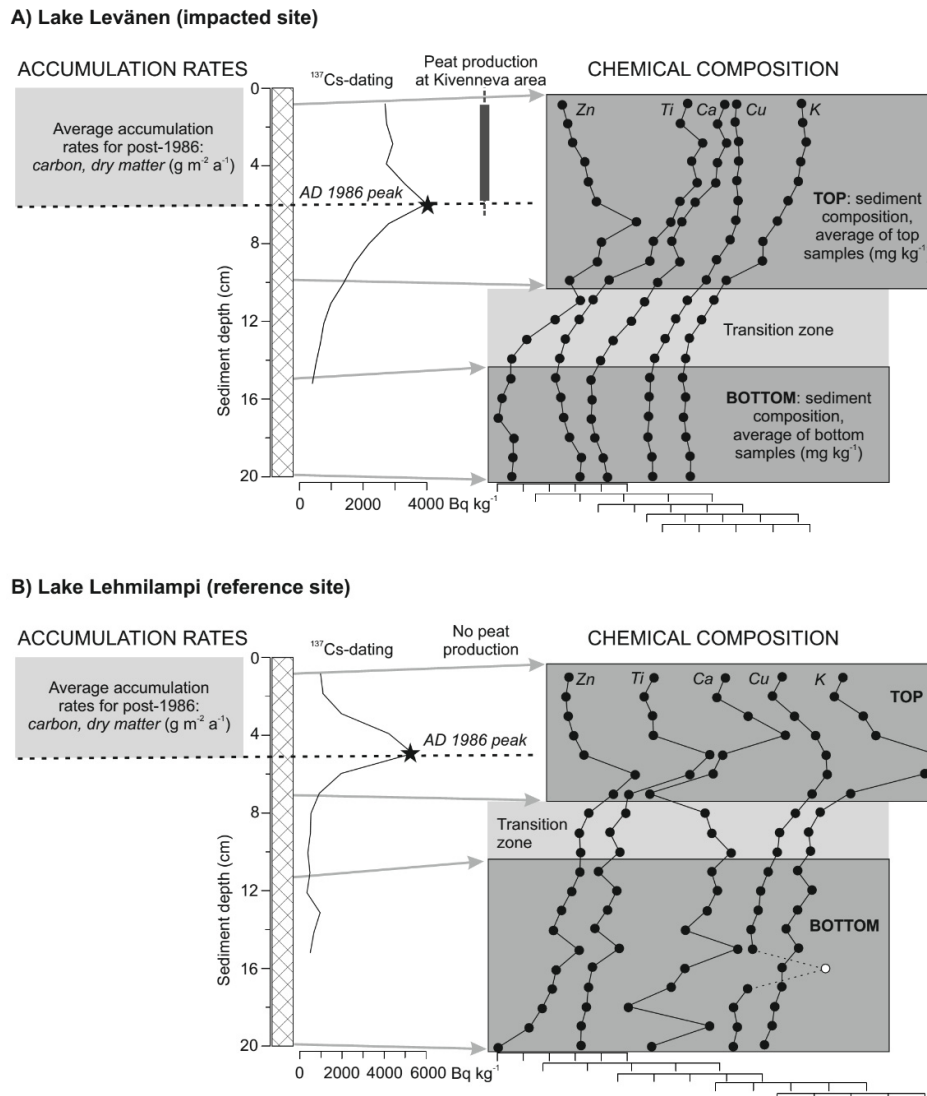 A) Lake Levänen (impacted site)
ACCUMULATION RATES
¹³⁷Cs-dating
Peat production
at Kivenneva area
CHEMICAL COMPOSITION
Average accumulation
rates for post-1986:
carbon, dry matter (g m⁻² a⁻¹)
AD 1986 peak
0
4
8
12
16
20
Sediment depth (cm)
0
2000
4000
Bq kg⁻¹
Zn
Ti
Ca
Cu
K
TOP: sediment
composition,
average of top
samples (mg kg⁻¹)
Transition zone
BOTTOM: sediment
composition,
average of bottom
samples (mg kg⁻¹)
B) Lake Lehmilampi (reference site)
ACCUMULATION RATES
¹³⁷Cs-dating
No peat
production
CHEMICAL COMPOSITION
Average accumulation
rates for post-1986:
carbon, dry matter (g m⁻² a⁻¹)
AD 1986 peak
0
4
8
12
16
20
Sediment depth (cm)
0
2000
4000
6000
Bq kg⁻¹
Zn
Ti
Ca
Cu
K
TOP
Transition
zone
BOTTOM